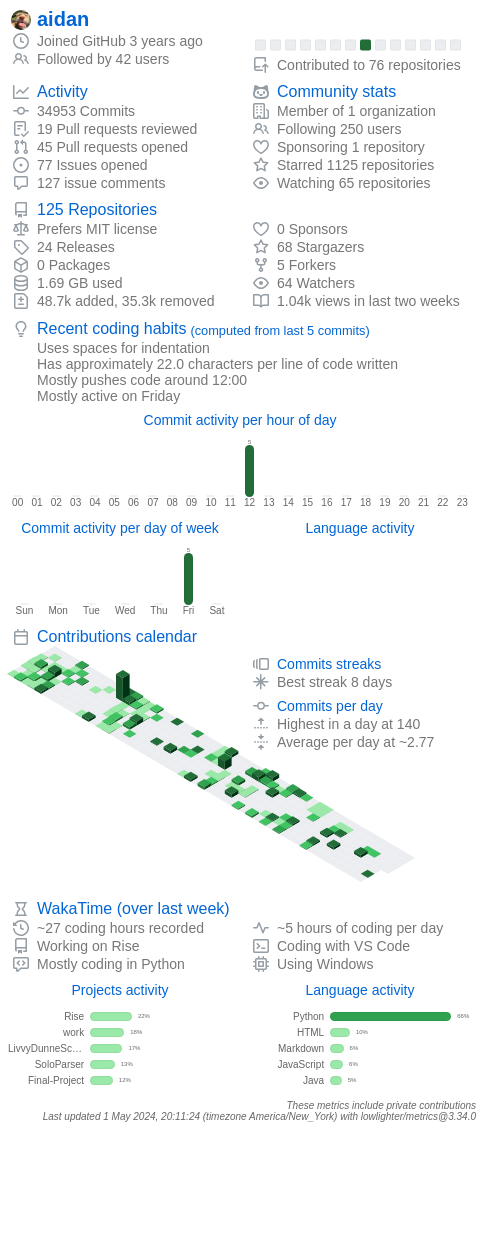 aidan
Joined GitHub 3 years ago
Followed by 42 users
Contributed to 76 repositories
Activity
34953 Commits
19 Pull requests reviewed
45 Pull requests opened
77 Issues opened
127 issue comments
Community stats
Member of 1 organization
Following 250 users
Sponsoring 1 repository
Starred 1125 repositories
Watching 65 repositories
125 Repositories
Prefers MIT license
24 Releases
0 Packages
1.69 GB used
48.7k added, 35.3k removed
0 Sponsors
68 Stargazers
5 Forkers
64 Watchers
1.04k views in last two weeks
Recent coding habits (computed from last 5 commits)
Uses spaces for indentation
Has approximately 22.0 characters per line of code written
Mostly pushes code around 12:00
Mostly active on Friday
Commit activity per hour of day
5
00 01 02 03 04 05 06 07 08 09 10 11 12 13 14 15 16 17 18 19 20 21 22 23
Commit activity per day of week
5
Sun Mon Tue Wed Thu Fri Sat
Language activity
Contributions calendar
Commits streaks
Best streak 8 days
Commits per day
Highest in a day at 140
Average per day at ~2.77
WakaTime (over last week)
~27 coding hours recorded
Working on Rise
Mostly coding in Python
~5 hours of coding per day
Coding with VS Code
Using Windows
Projects activity
Rise 22%
work 18%
LivvyDunneSc... 17%
SoloParser 13%
Final-Project 12%
Language activity
Python 66%
HTML 10%
Markdown 6%
JavaScript 6%
Java 5%
These metrics include private contributions
Last updated 1 May 2024, 20:11:24 (timezone America/New_York) with lowlighter/metrics@3.34.0